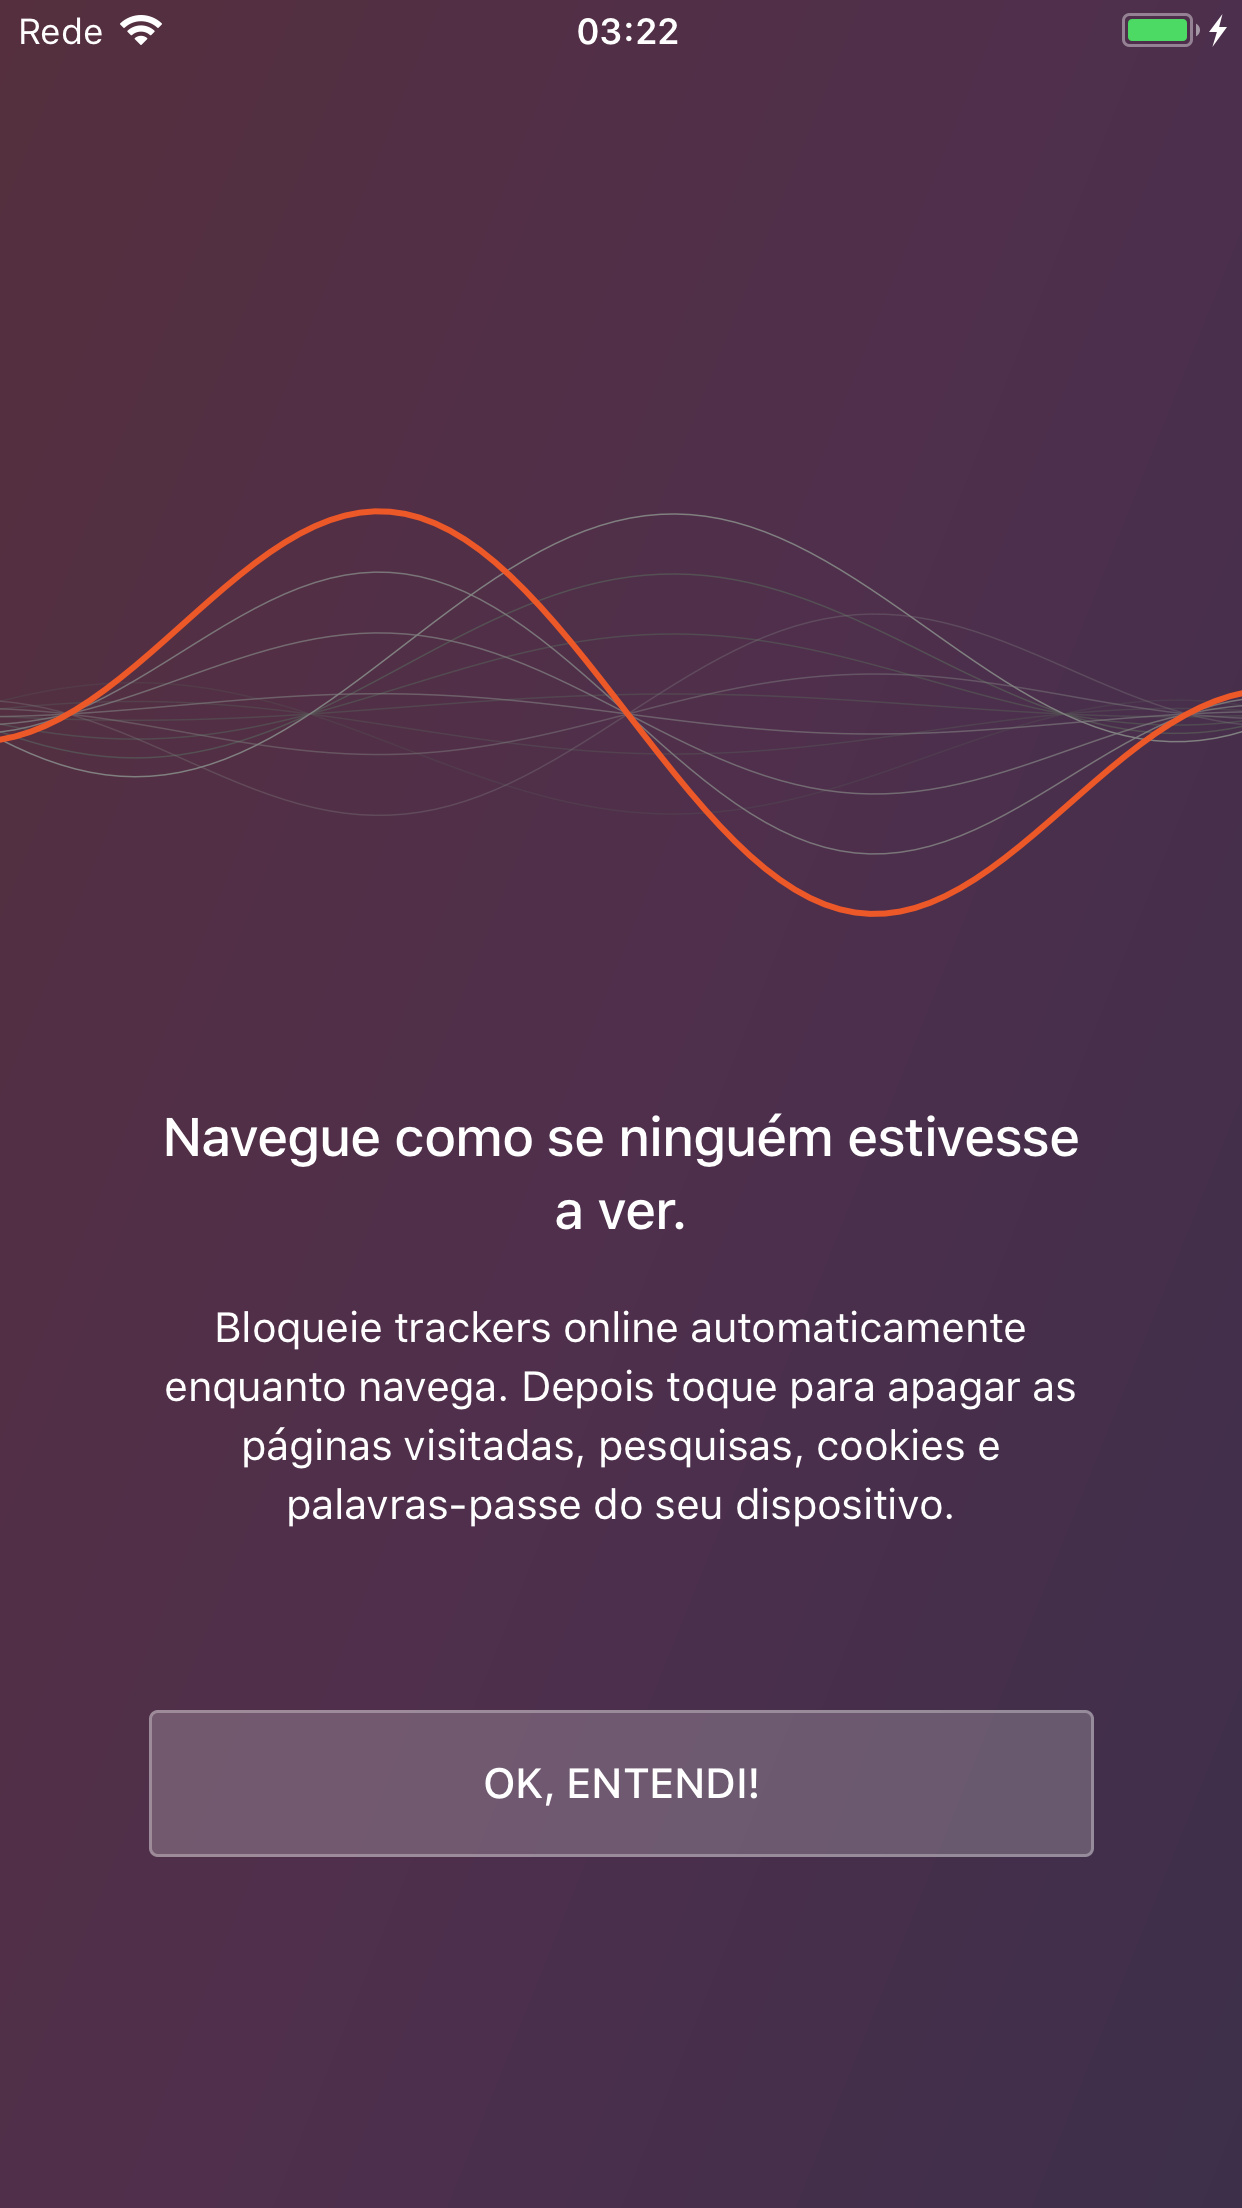 Rede
03:22
Navegue como se ninguém estivesse
a ver.
Bloqueie trackers online automaticamente
enquanto navega. Depois toque para apagar as
páginas visitadas, pesquisas, cookies e
palavras-passe do seu dispositivo.
OK, ENTENDI!